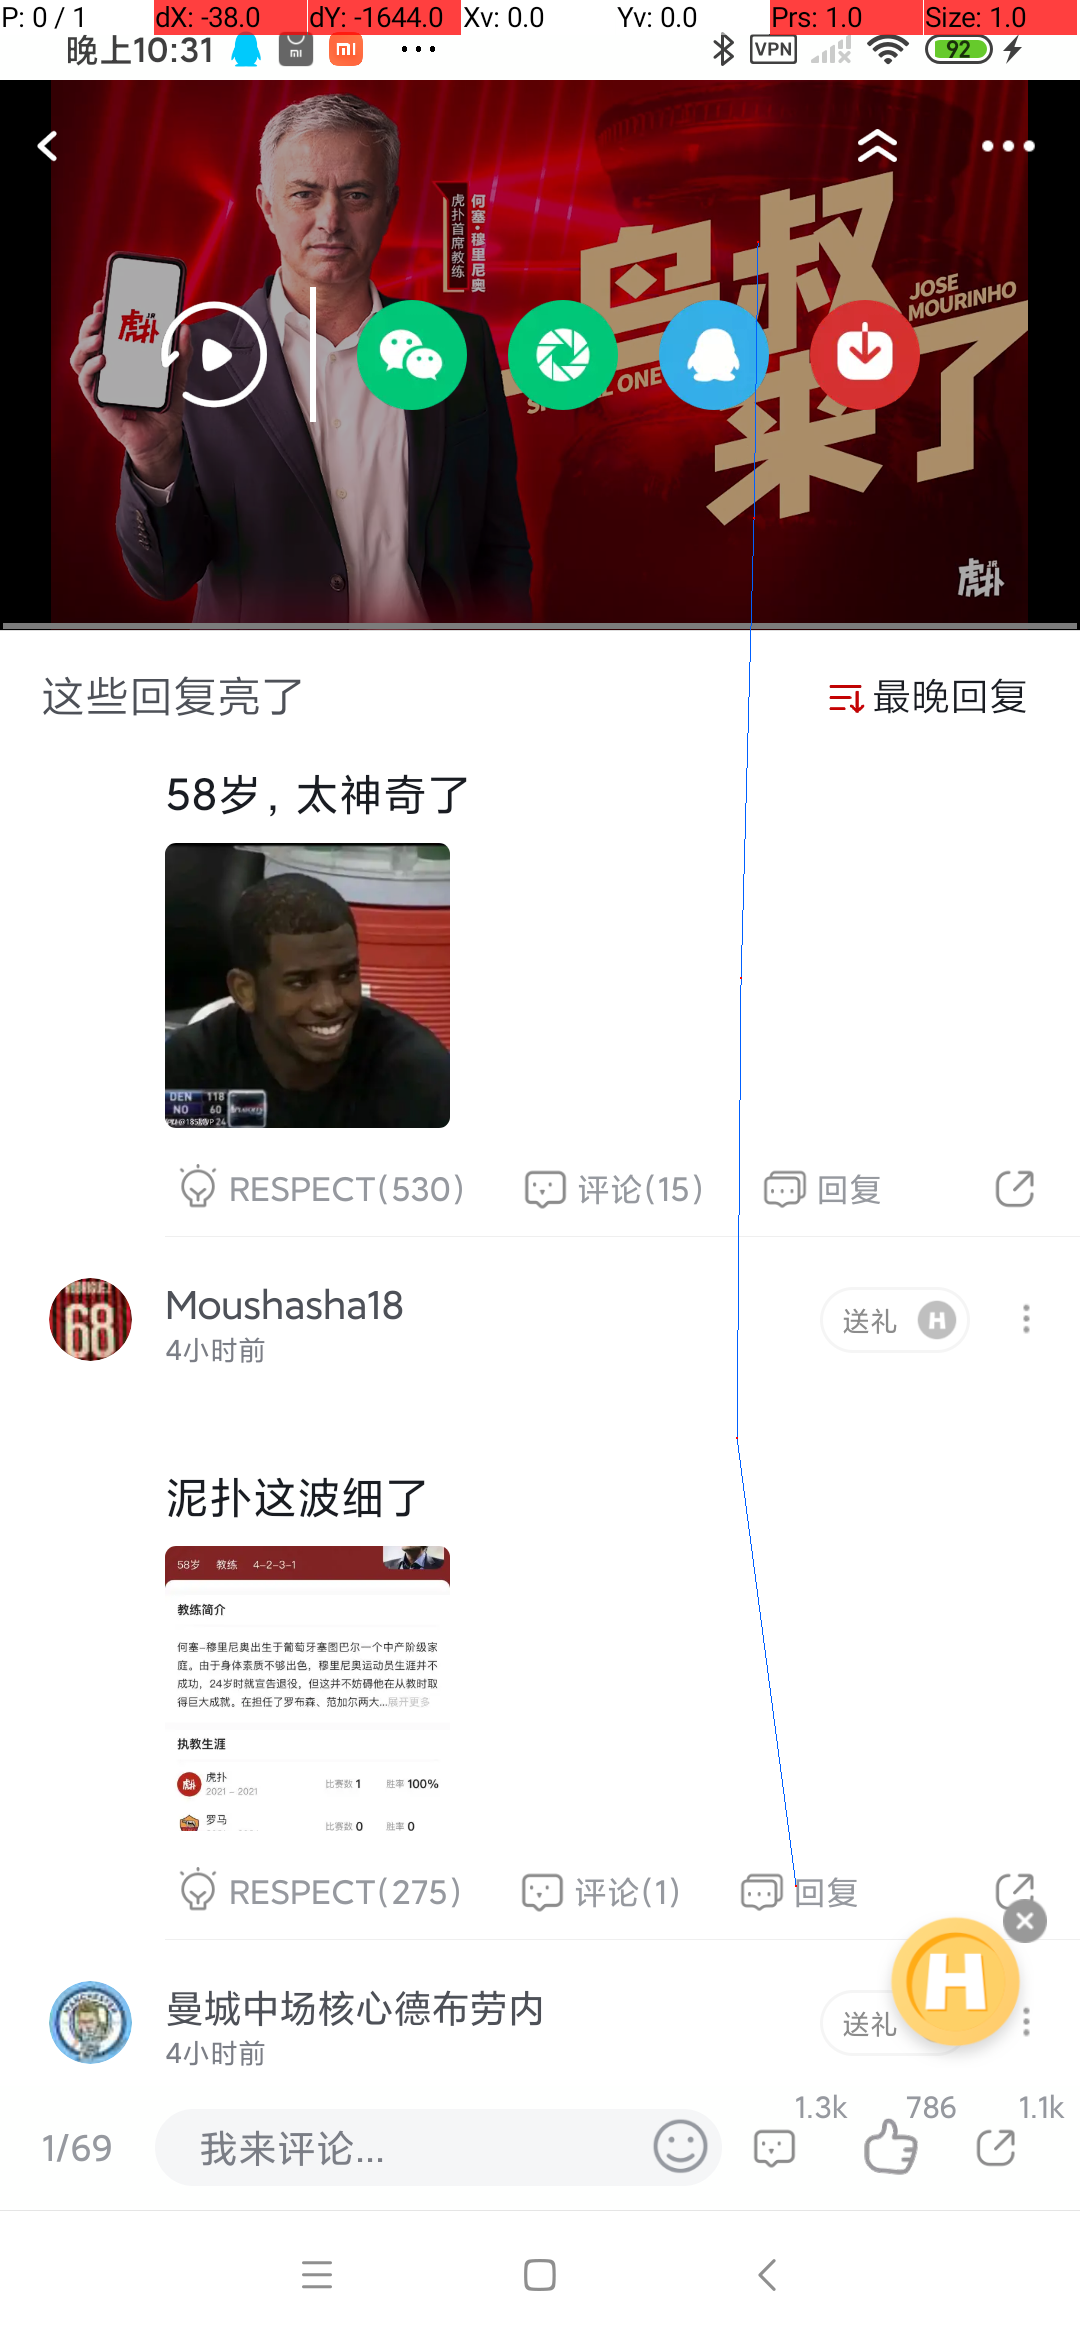 P: 0 / 1 dX: -38.0 dY: -1644.0 Xv: 0.0 Yv: 0.0 Prs: 1.0 Size: 1.0
晚上10:31 VPN 92
何塞·穆里尼奥
虎扑首席教练
鸟叔
JOSE
MOURINHO
来了
虎扑
虎扑
这些回复亮了
最晚回复
58岁，太神奇了
DEN 118
NO 60
RESPECT(530) 评论(15) 回复
Moushasha18
4小时前
送礼 H
68
泥扑这波细了
58岁 教练 4-2-3-1
教练简介
何塞-穆里尼奥出生于葡萄牙塞图巴尔一个中产阶级家
庭。由于身体素质不够出色，穆里尼奥运动员生涯并不
成功，24岁时就宣告退役，但这并不妨碍他在从教时取
得巨大成就。在担任了罗布森、范加尔两大...展开更多
执教生涯
虎扑
2021 - 2021
比赛数 1 胜率 100%
罗马
比赛数 0 胜率 0
RESPECT(275) 评论(1) 回复
曼城中场核心德布劳内
4小时前
送礼
H
1/69 我来评论... 1.3k 786 1.1k